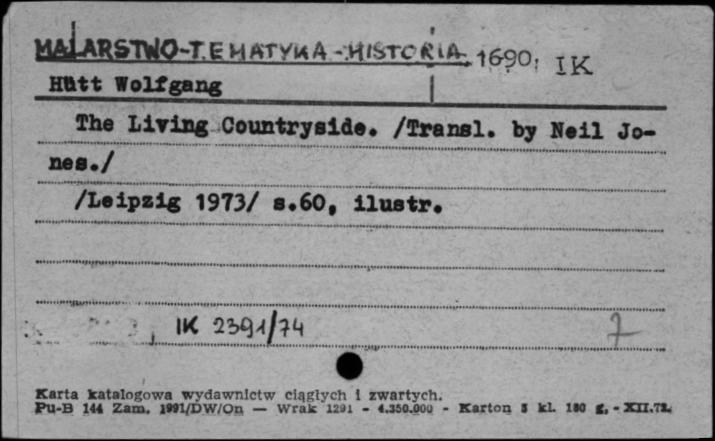 MALARSTWO-TEMATYKA-HISTORIA. 1690, IK
Hütt Wolfgang
The Living Countryside. /Transl. by Neil Jo-
nes./
/Leipzig 1973/ s.60, ilustr.
IK 2391/74 7
Karta katalogowa wydawnictw ciągłych i zwartych.
Pu-B 144 Zam. 1991/DW/On — Wrak 1291 - 4.350.000 - Karton 3 kl. 180 g. - XII.72.